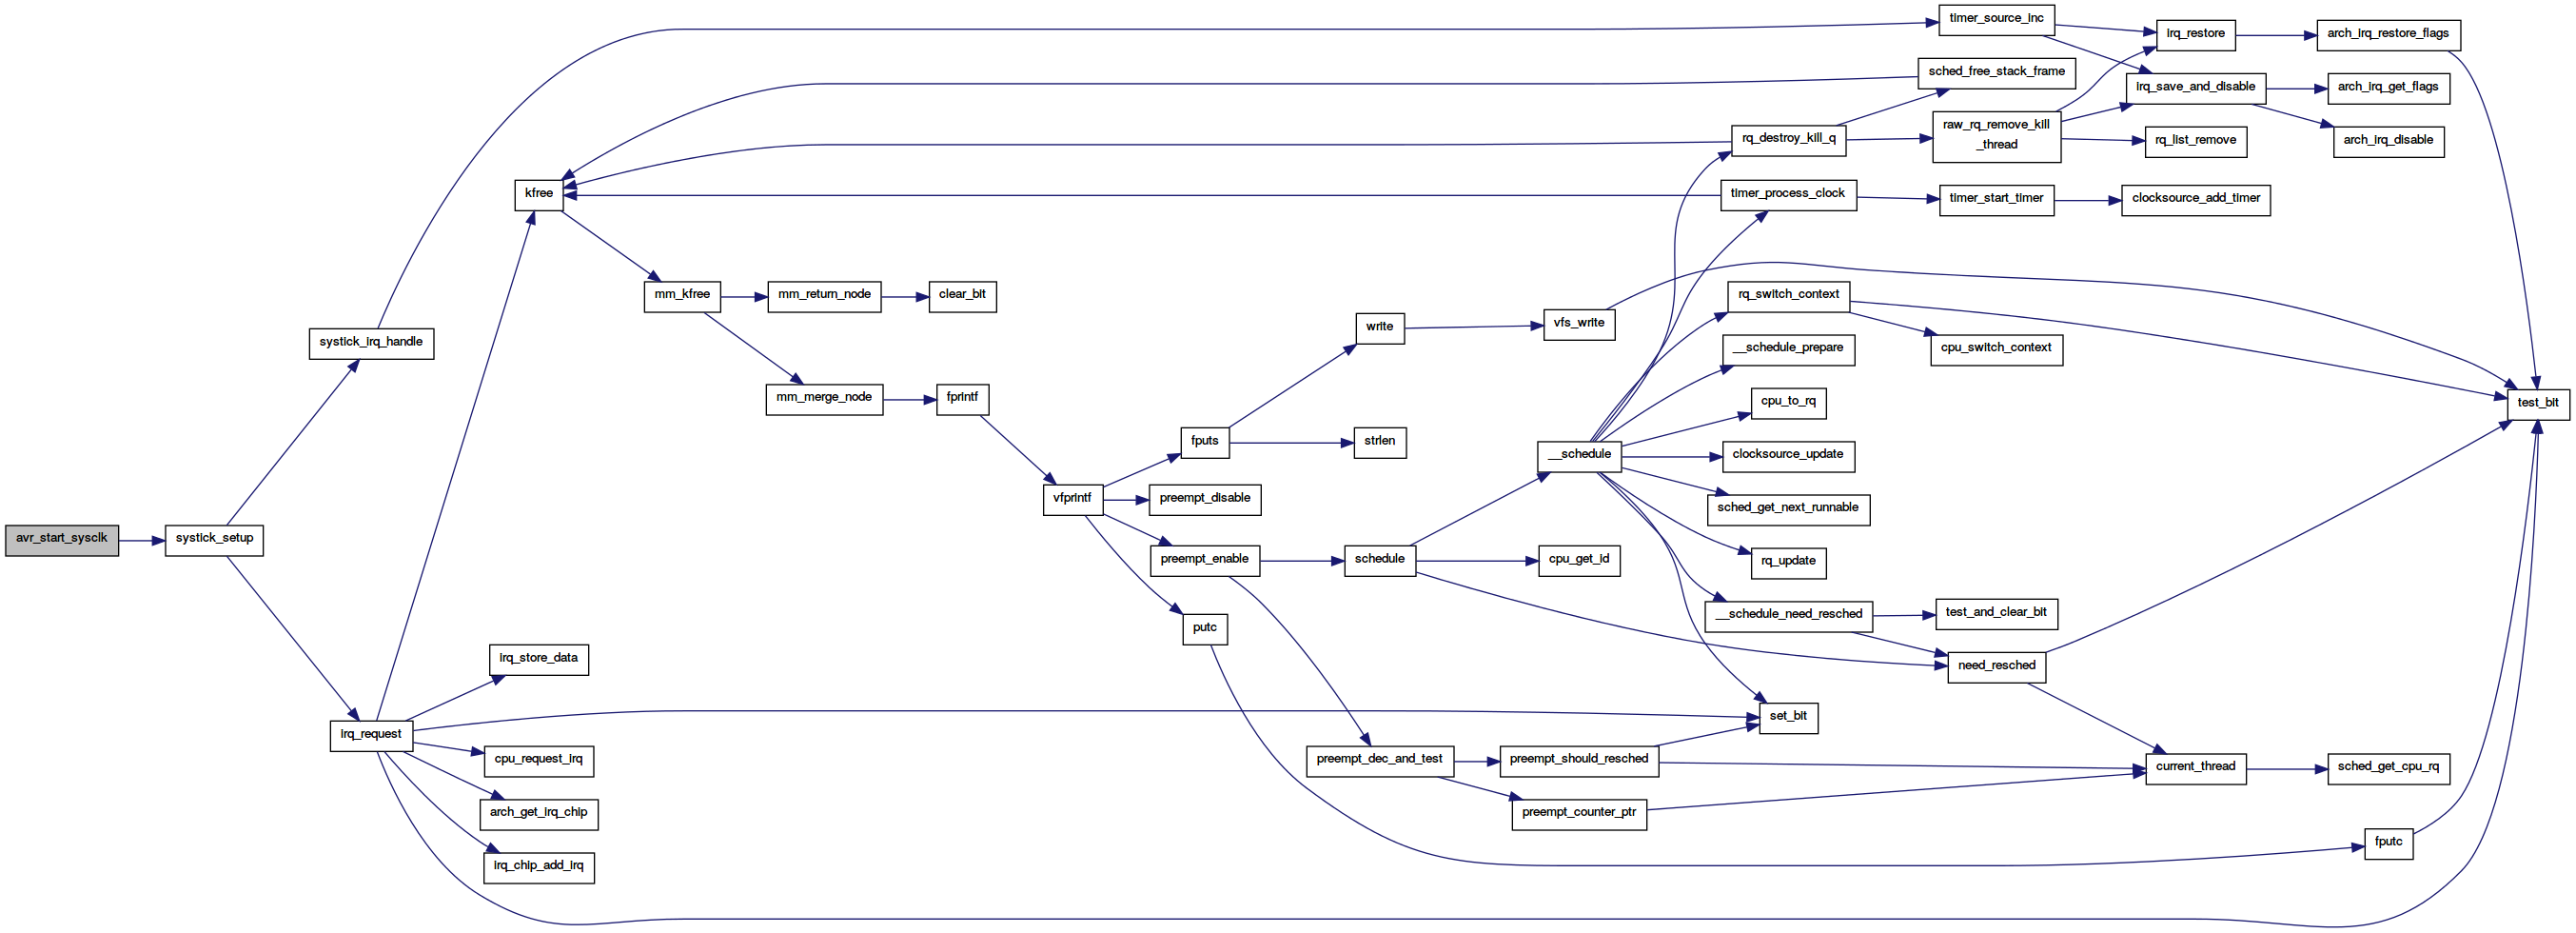 timer_source_inc
irq_restore
arch_irq_restore_flags
sched_free_stack_frame
irq_save_and_disable
arch_irq_get_flags
rq_destroy_kill_q
raw_rq_remove_kill
_thread
rq_list_remove
arch_irq_disable
kfree
timer_process_clock
timer_start_timer
clocksource_add_timer
mm_kfree
mm_return_node
clear_bit
rq_switch_context
systick_irq_handle
write
vfs_write
__schedule_prepare
cpu_switch_context
mm_merge_node
fprintf
cpu_to_rq
test_bit
fputs
strlen
__schedule
clocksource_update
vfprintf
preempt_disable
sched_get_next_runnable
avr_start_sysclk
systick_setup
preempt_enable
schedule
cpu_get_id
rq_update
putc
__schedule_need_resched
test_and_clear_bit
irq_store_data
need_resched
irq_request
set_bit
cpu_request_irq
preempt_dec_and_test
preempt_should_resched
current_thread
sched_get_cpu_rq
arch_get_irq_chip
preempt_counter_ptr
fputc
irq_chip_add_irq